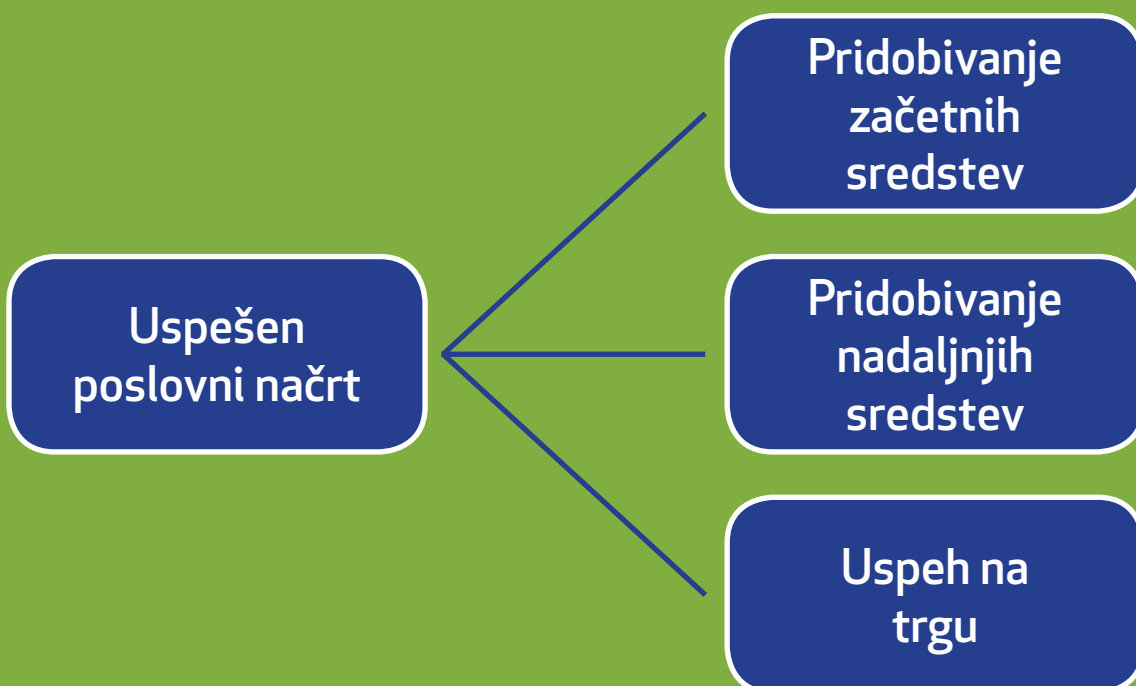 Uspešen
poslovni načrt
Pridobivanje
začetnih
sredstev
Pridobivanje
nadaljnjih
sredstev
Uspeh na
trgu